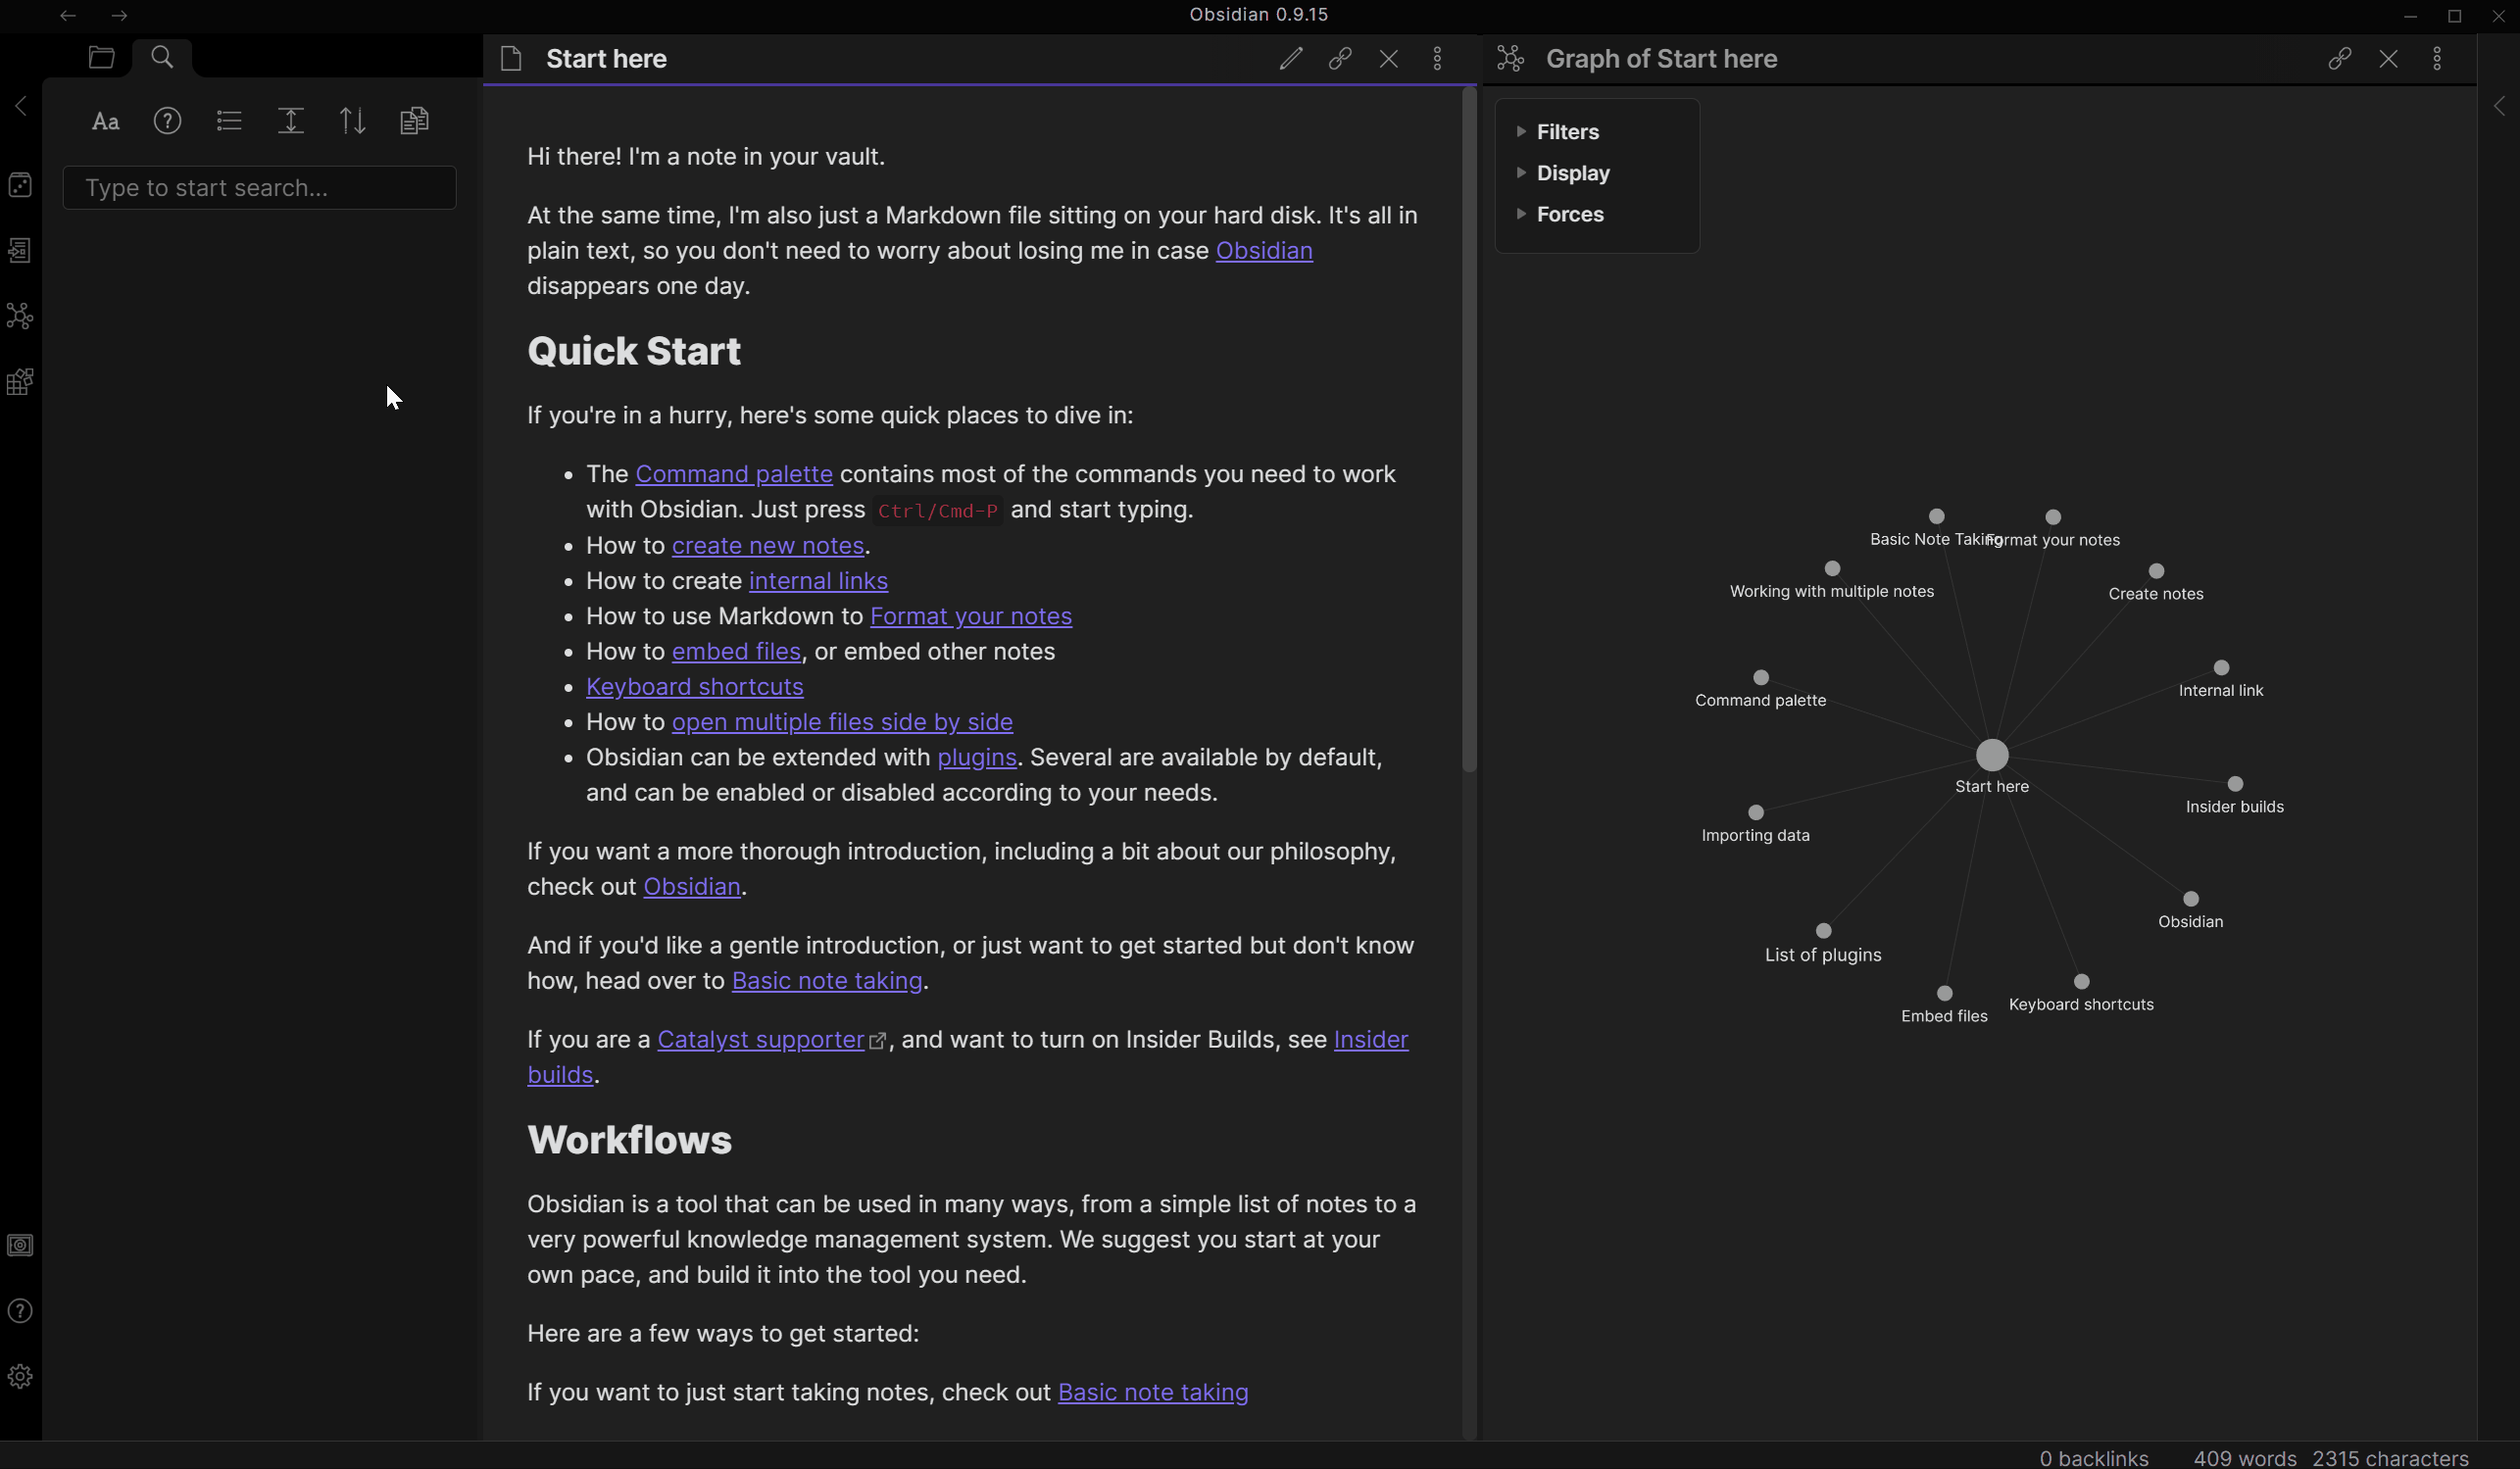 Obsidian 0.9.15
Start here
Graph of Start here
Aa
Type to start search...
Hi there! I'm a note in your vault.
At the same time, I'm also just a Markdown file sitting on your hard disk. It's all in
plain text, so you don't need to worry about losing me in case Obsidian
disappears one day.
Quick Start
If you're in a hurry, here's some quick places to dive in:
• The Command palette contains most of the commands you need to work
with Obsidian. Just press Ctrl/Cmd-P and start typing.
• How to create new notes.
• How to create internal links
• How to use Markdown to Format your notes
• How to embed files, or embed other notes
• Keyboard shortcuts
• How to open multiple files side by side
• Obsidian can be extended with plugins. Several are available by default,
and can be enabled or disabled according to your needs.
If you want a more thorough introduction, including a bit about our philosophy,
check out Obsidian.
And if you'd like a gentle introduction, or just want to get started but don't know
how, head over to Basic note taking.
If you are a Catalyst supporter, and want to turn on Insider Builds, see Insider
builds.
Workflows
Obsidian is a tool that can be used in many ways, from a simple list of notes to a
very powerful knowledge management system. We suggest you start at your
own pace, and build it into the tool you need.
Here are a few ways to get started:
If you want to just start taking notes, check out Basic note taking
Filters
Display
Forces
Basic Note Taking
Format your notes
Working with multiple notes
Create notes
Internal link
Command palette
Start here
Insider builds
Importing data
Obsidian
List of plugins
Keyboard shortcuts
Embed files
0 backlinks
409 words
2315 characters